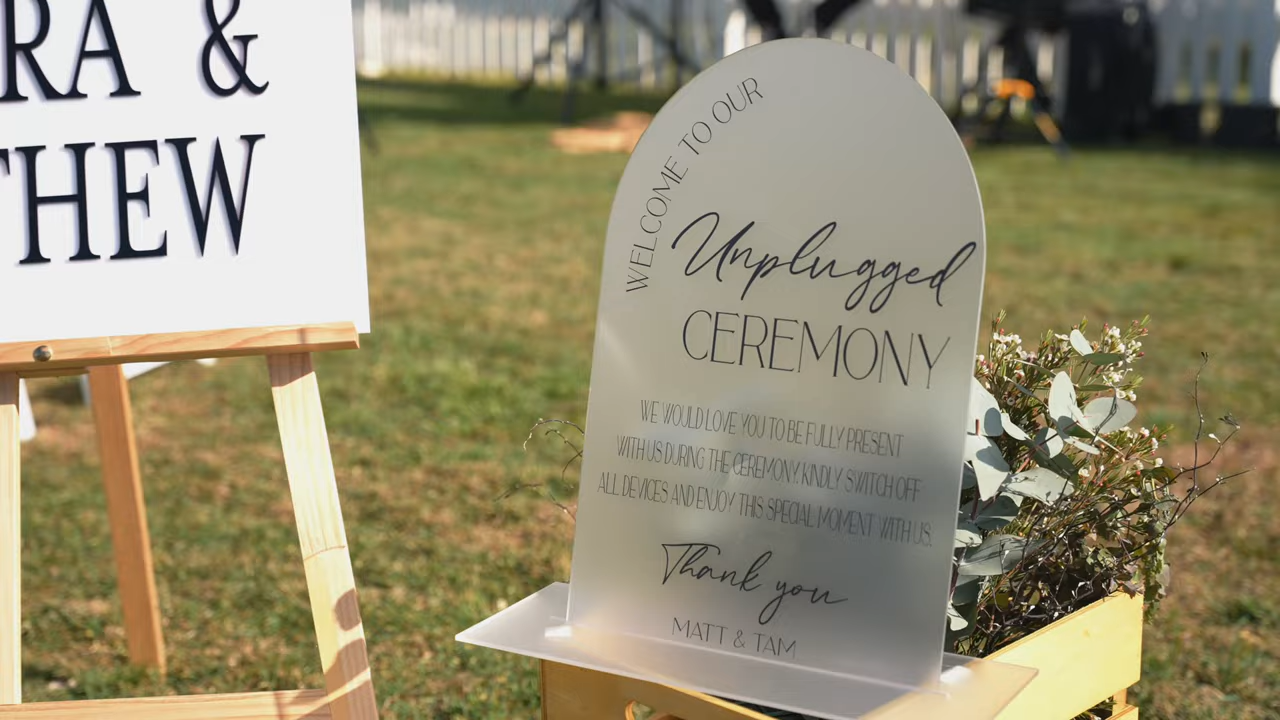 RA &
THEW
WELCOME TO OUR
Unplugged
CEREMONY
WE WOULD LOVE YOU TO BE FULLY PRESENT
WITH US DURING THE CEREMONY. KINDLY SWITCH OFF
ALL DEVICES AND ENJOY THIS SPECIAL MOMENT WITH US.
Thank you
MATT & TAM